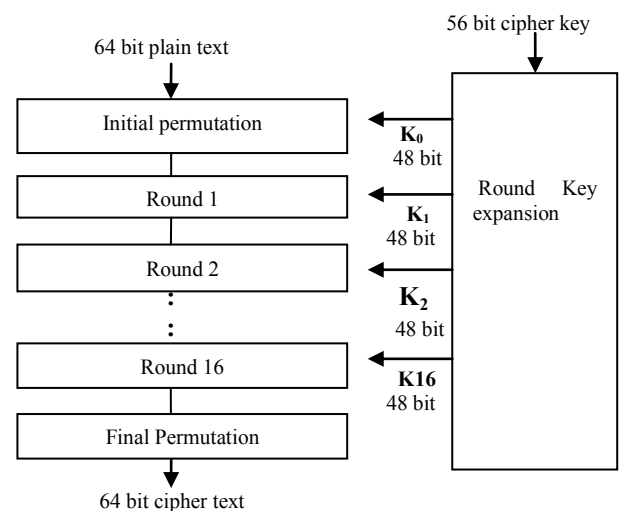 56 bit cipher key
64 bit plain text
Initial permutation
K₀
48 bit
Round 1
K₁
48 bit
Round Key
expansion
Round 2
K₂
48 bit
:
:
Round 16
K16
48 bit
Final Permutation
64 bit cipher text